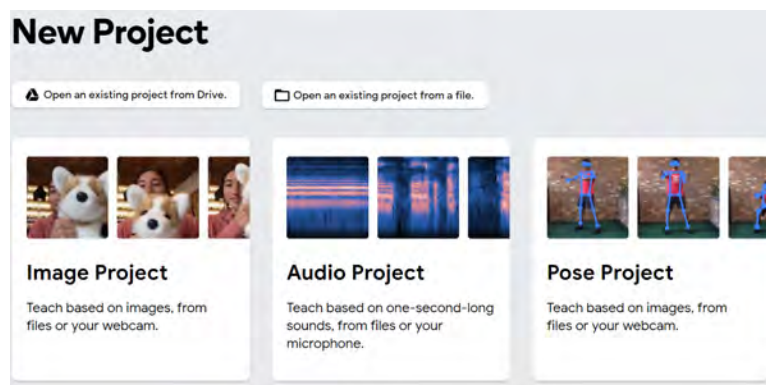 New Project
Open an existing project from Drive.
Open an existing project from a file.
Image Project
Teach based on images, from
files or your webcam.
Audio Project
Teach based on one-second-long
sounds, from files or your
microphone.
Pose Project
Teach based on images, from
files or your webcam.